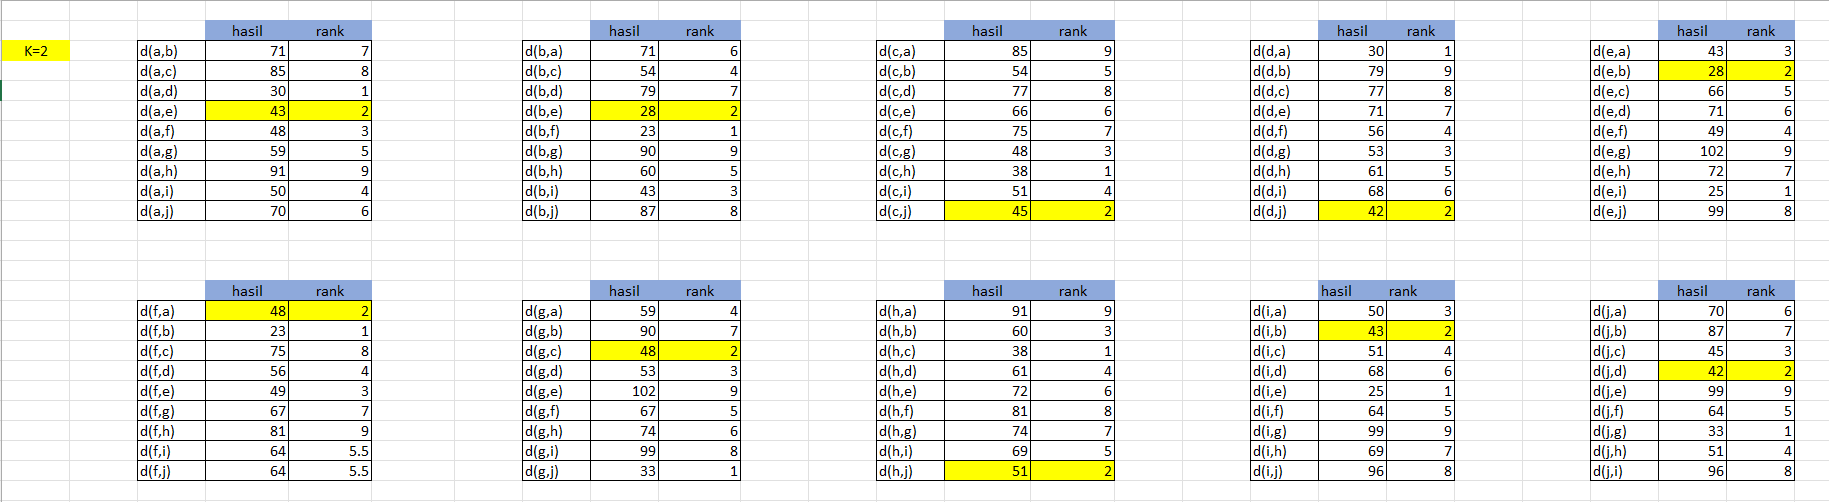 hasil rank hasil rank hasil rank hasil rank hasil rank
K=2 d(a,b) 71 7 d(b,a) 71 6 d(c,a) 85 9 d(d,a) 30 1 d(e,a) 43 3
d(a,c) 85 8 d(b,c) 54 4 d(c,b) 54 5 d(d,b) 79 9 d(e,b) 28 2
d(a,d) 30 1 d(b,d) 79 7 d(c,d) 77 8 d(d,c) 77 8 d(e,c) 66 5
d(a,e) 43 2 d(b,e) 28 2 d(c,e) 66 6 d(d,e) 71 7 d(e,d) 71 6
d(a,f) 48 3 d(b,f) 23 1 d(c,f) 75 7 d(d,f) 56 4 d(e,f) 49 4
d(a,g) 59 5 d(b,g) 90 9 d(c,g) 48 3 d(d,g) 53 3 d(e,g) 102 9
d(a,h) 91 9 d(b,h) 60 5 d(c,h) 38 1 d(d,h) 61 5 d(e,h) 72 7
d(a,i) 50 4 d(b,i) 43 3 d(c,i) 51 4 d(d,i) 68 6 d(e,i) 25 1
d(a,j) 70 6 d(b,j) 87 8 d(c,j) 45 2 d(d,j) 42 2 d(e,j) 99 8
hasil rank hasil rank hasil rank hasil rank hasil rank
d(f,a) 48 2 d(g,a) 59 4 d(h,a) 91 9 d(i,a) 50 3 d(j,a) 70 6
d(f,b) 23 1 d(g,b) 90 7 d(h,b) 60 3 d(i,b) 43 2 d(j,b) 87 7
d(f,c) 75 8 d(g,c) 48 2 d(h,c) 38 1 d(i,c) 51 4 d(j,c) 45 3
d(f,d) 56 4 d(g,d) 53 3 d(h,d) 61 4 d(i,d) 68 6 d(j,d) 42 2
d(f,e) 49 3 d(g,e) 102 9 d(h,e) 72 6 d(i,e) 25 1 d(j,e) 99 9
d(f,g) 67 7 d(g,f) 67 5 d(h,f) 81 8 d(i,f) 64 5 d(j,f) 64 5
d(f,h) 81 9 d(g,h) 74 6 d(h,g) 74 7 d(i,g) 99 9 d(j,g) 33 1
d(f,i) 64 5.5 d(g,i) 99 8 d(h,i) 69 5 d(i,h) 69 7 d(j,h) 51 4
d(f,j) 64 5.5 d(g,j) 33 1 d(h,j) 51 2 d(i,j) 96 8 d(j,i) 96 8